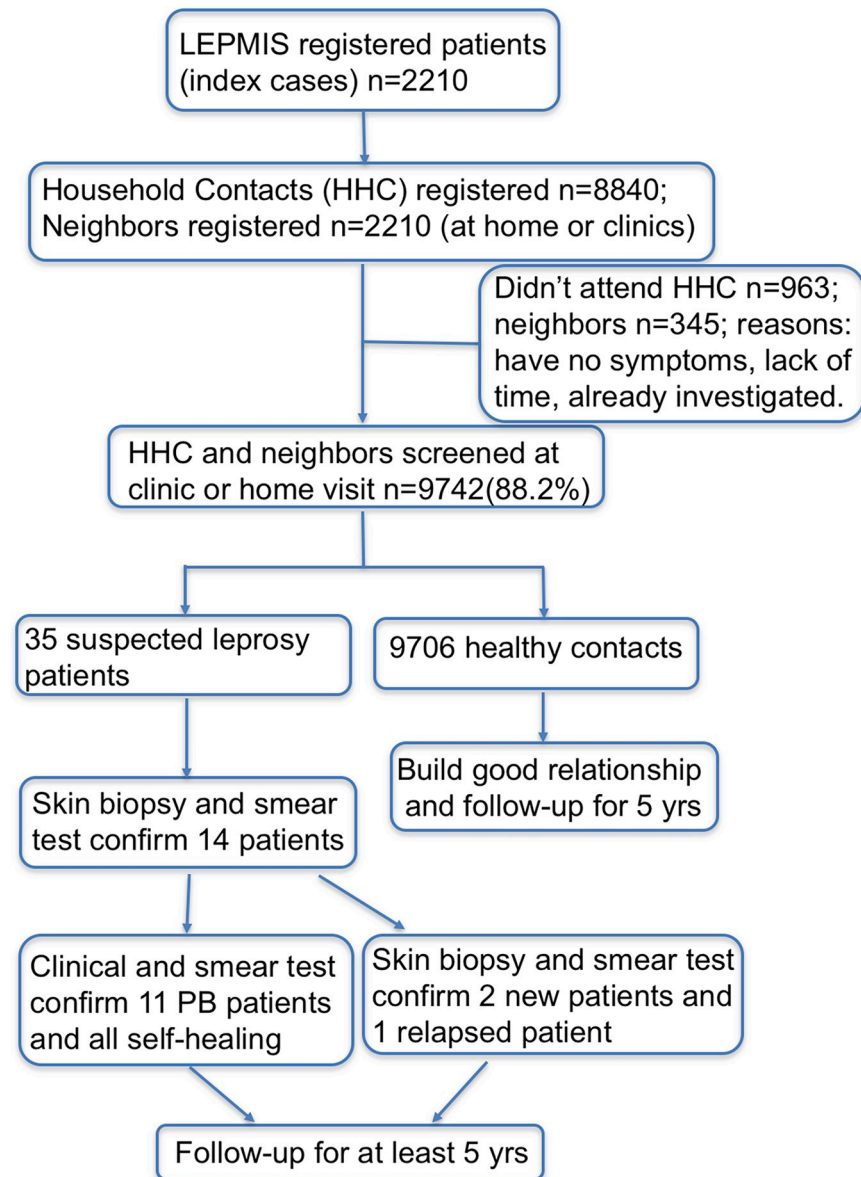 LEPMIS registered patients
(index cases) n=2210
Household Contacts (HHC) registered n=8840;
Neighbors registered n=2210 (at home or clinics)
Didn’t attend HHC n=963;
neighbors n=345; reasons:
have no symptoms, lack of
time, already investigated.
HHC and neighbors screened at
clinic or home visit n=9742(88.2%)
35 suspected leprosy
patients
9706 healthy contacts
Build good relationship
and follow-up for 5 yrs
Skin biopsy and smear
test confirm 14 patients
Clinical and smear test
confirm 11 PB patients
and all self-healing
Skin biopsy and smear test
confirm 2 new patients and
1 relapsed patient
Follow-up for at least 5 yrs